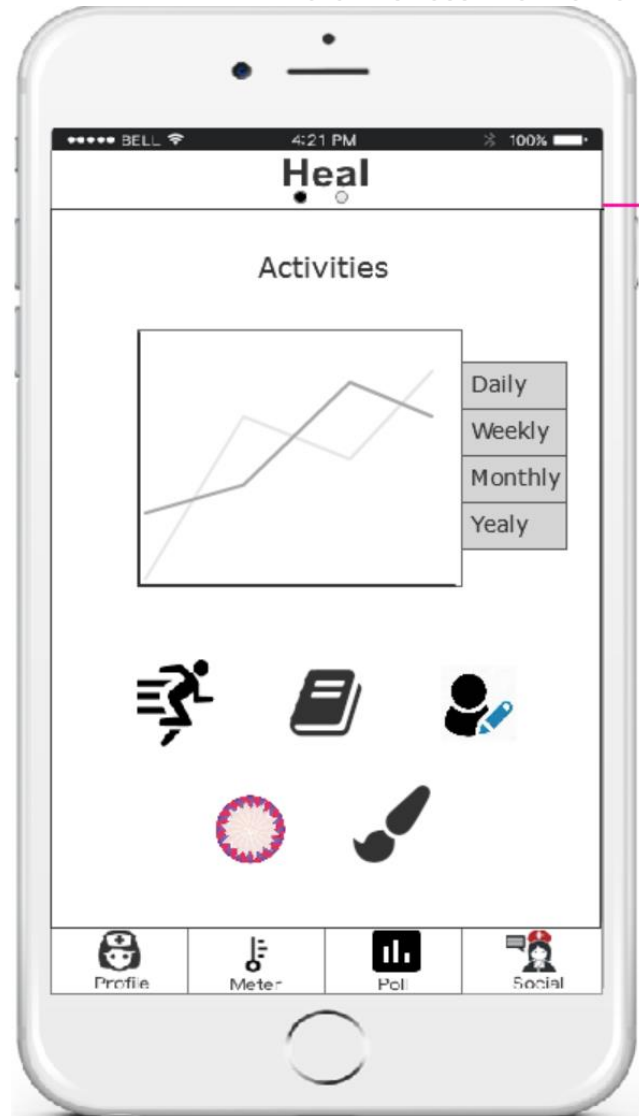 BELL 4:21 PM 100%
Heal
Activities
Daily
Weekly
Monthly
Yealy
Profile Meter Poll Social